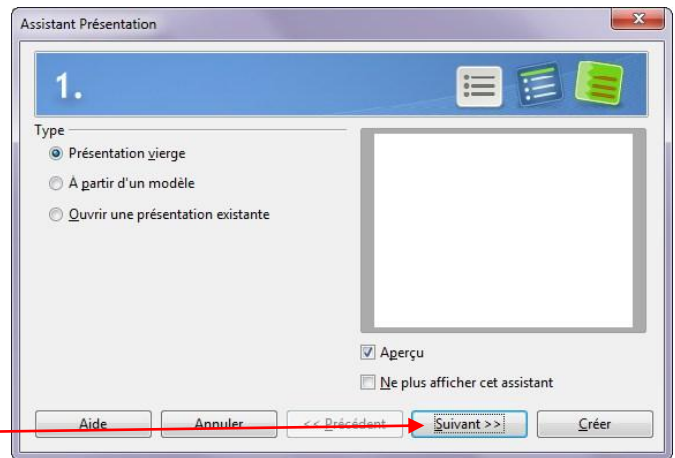 Assistant Présentation
1.
Type
Présentation vierge
À partir d'un modèle
Ouvrir une présentation existante
Aperçu
Ne plus afficher cet assistant
Aide Annuler << Précédent Suivant >> Créer